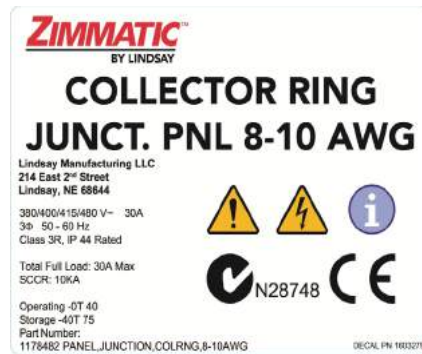 ZIMMATIC™
BY LINDSAY
COLLECTOR RING
JUNCT. PNL 8-10 AWG
Lindsay Manufacturing LLC
214 East 2nd Street
Lindsay, NE 68644
380/400/415/480 V~ 30A
3Φ 50 - 60 Hz
Class 3R, IP 44 Rated
Total Full Load: 30A Max
SCCR: 10KA
Operating -0T 40
Storage -40T 75
Part Number:
1178482 PANEL,JUNCTION,COLRNG,8-10AWG
i
N28748 CE
DECAL PN